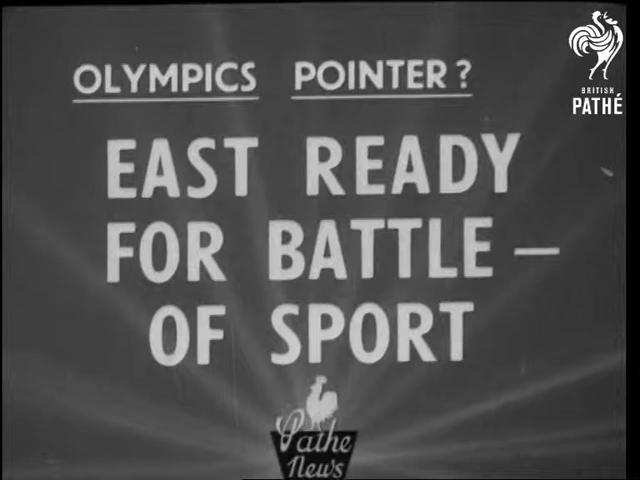 OLYMPICS POINTER?
BRITISH
PATHÉ
EAST READY
FOR BATTLE —
OF SPORT
Pathe
News